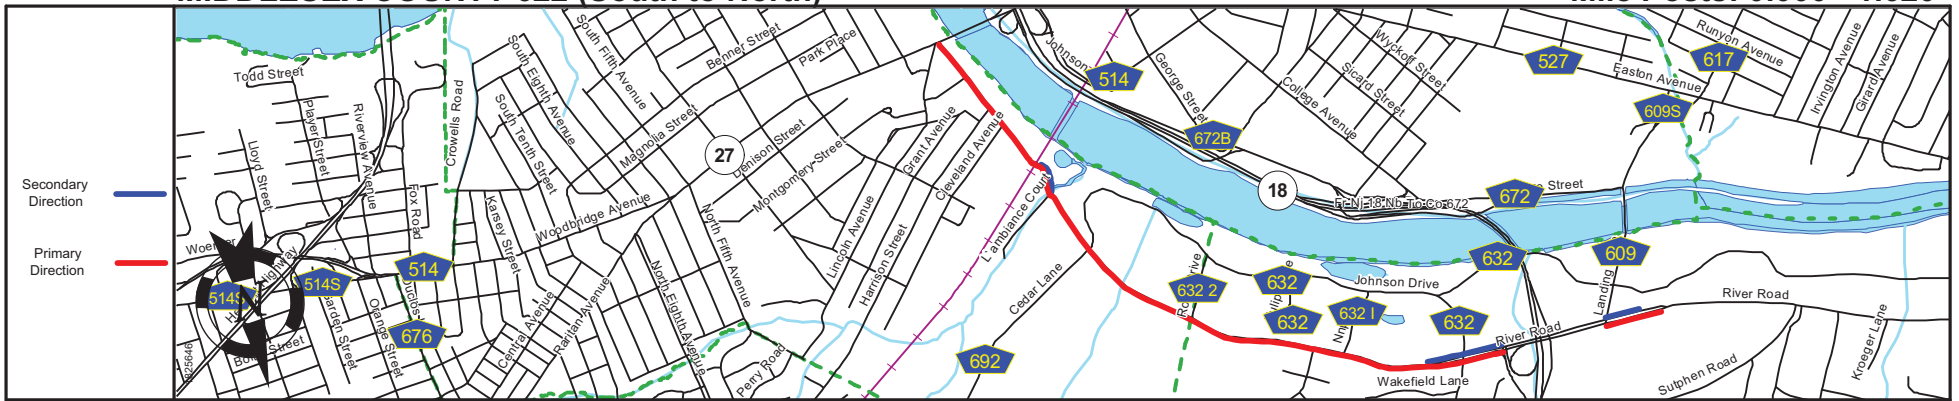 Secondary
Direction
Primary
Direction
Todd Street
Player Street
Riverview Avenue
Lloyd Street
Fox Road
Crowells Road
South Eighth Avenue
South Fifth Avenue
South Tenth Street
Benner Street
Park Place
Magnolia Street
27
Denison Street
Montgomery Street
Grant Avenue
Cleveland Avenue
Johnson
514
George Street
672B
College Avenue
Wyckoff Street
Sicard Street
527
Easton Avenue
617
Runyon Avenue
609S
Irvington Avenue
Girard Avenue
18
Fr Nj 18 Nb To Co 672
672
Street
Karsey Street
Woodbridge Avenue
North Fifth Avenue
North Eighth Avenue
Lincoln Avenue
Harrison Street
L'ambiance Court
Cedar Lane
514S
Highway
514S
514
676
Garden Street
Orange Street
Central Avenue
Raritan Avenue
Perry Road
692
632 2
632
632
632 I
632
632
609
Johnson Drive
Landing
River Road
River Road
Wakefield Lane
Sutphen Road
Kroeger Lane